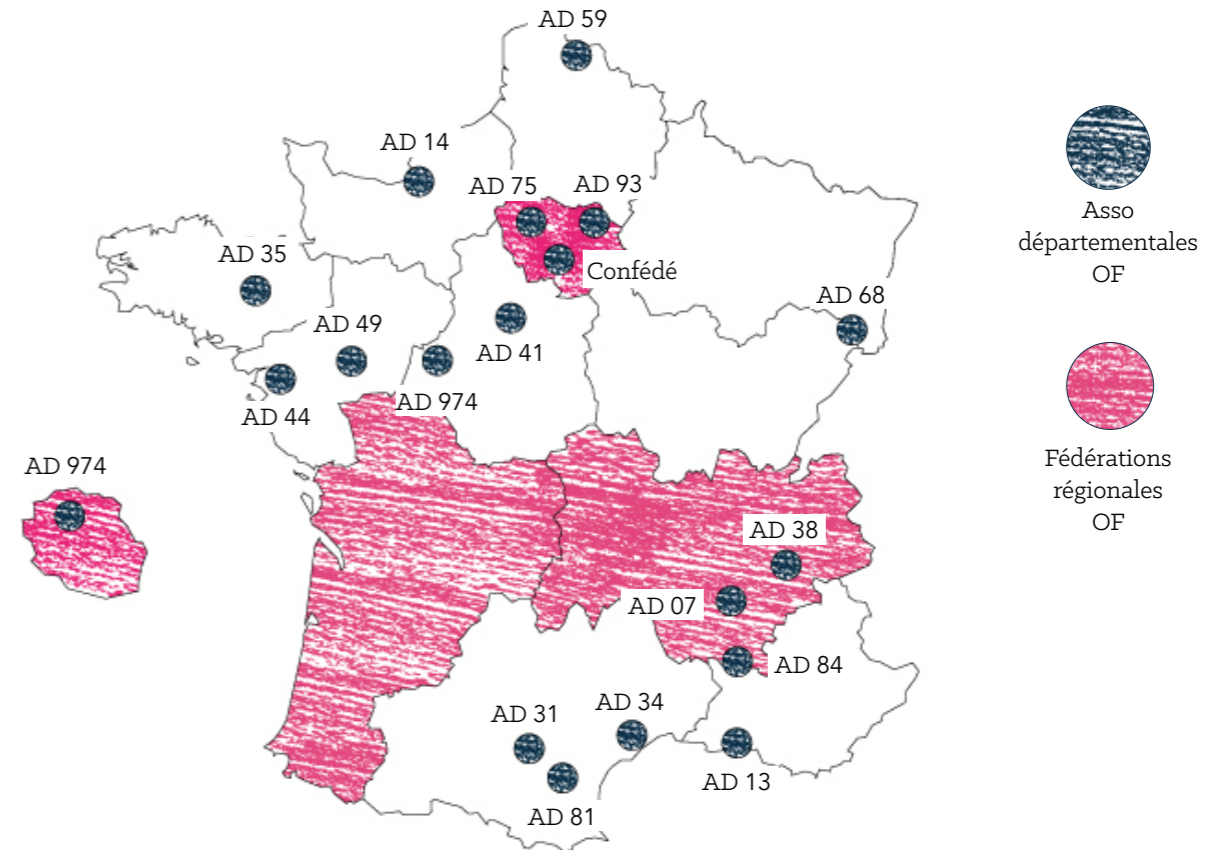 AD 59
AD 14
AD 75
AD 93
Asso
départementales
OF
AD 35
Confédé
AD 68
AD 49
AD 41
AD 44
AD 974
Fédérations
régionales
OF
AD 974
AD 38
AD 07
AD 84
AD 34
AD 31
AD 13
AD 81